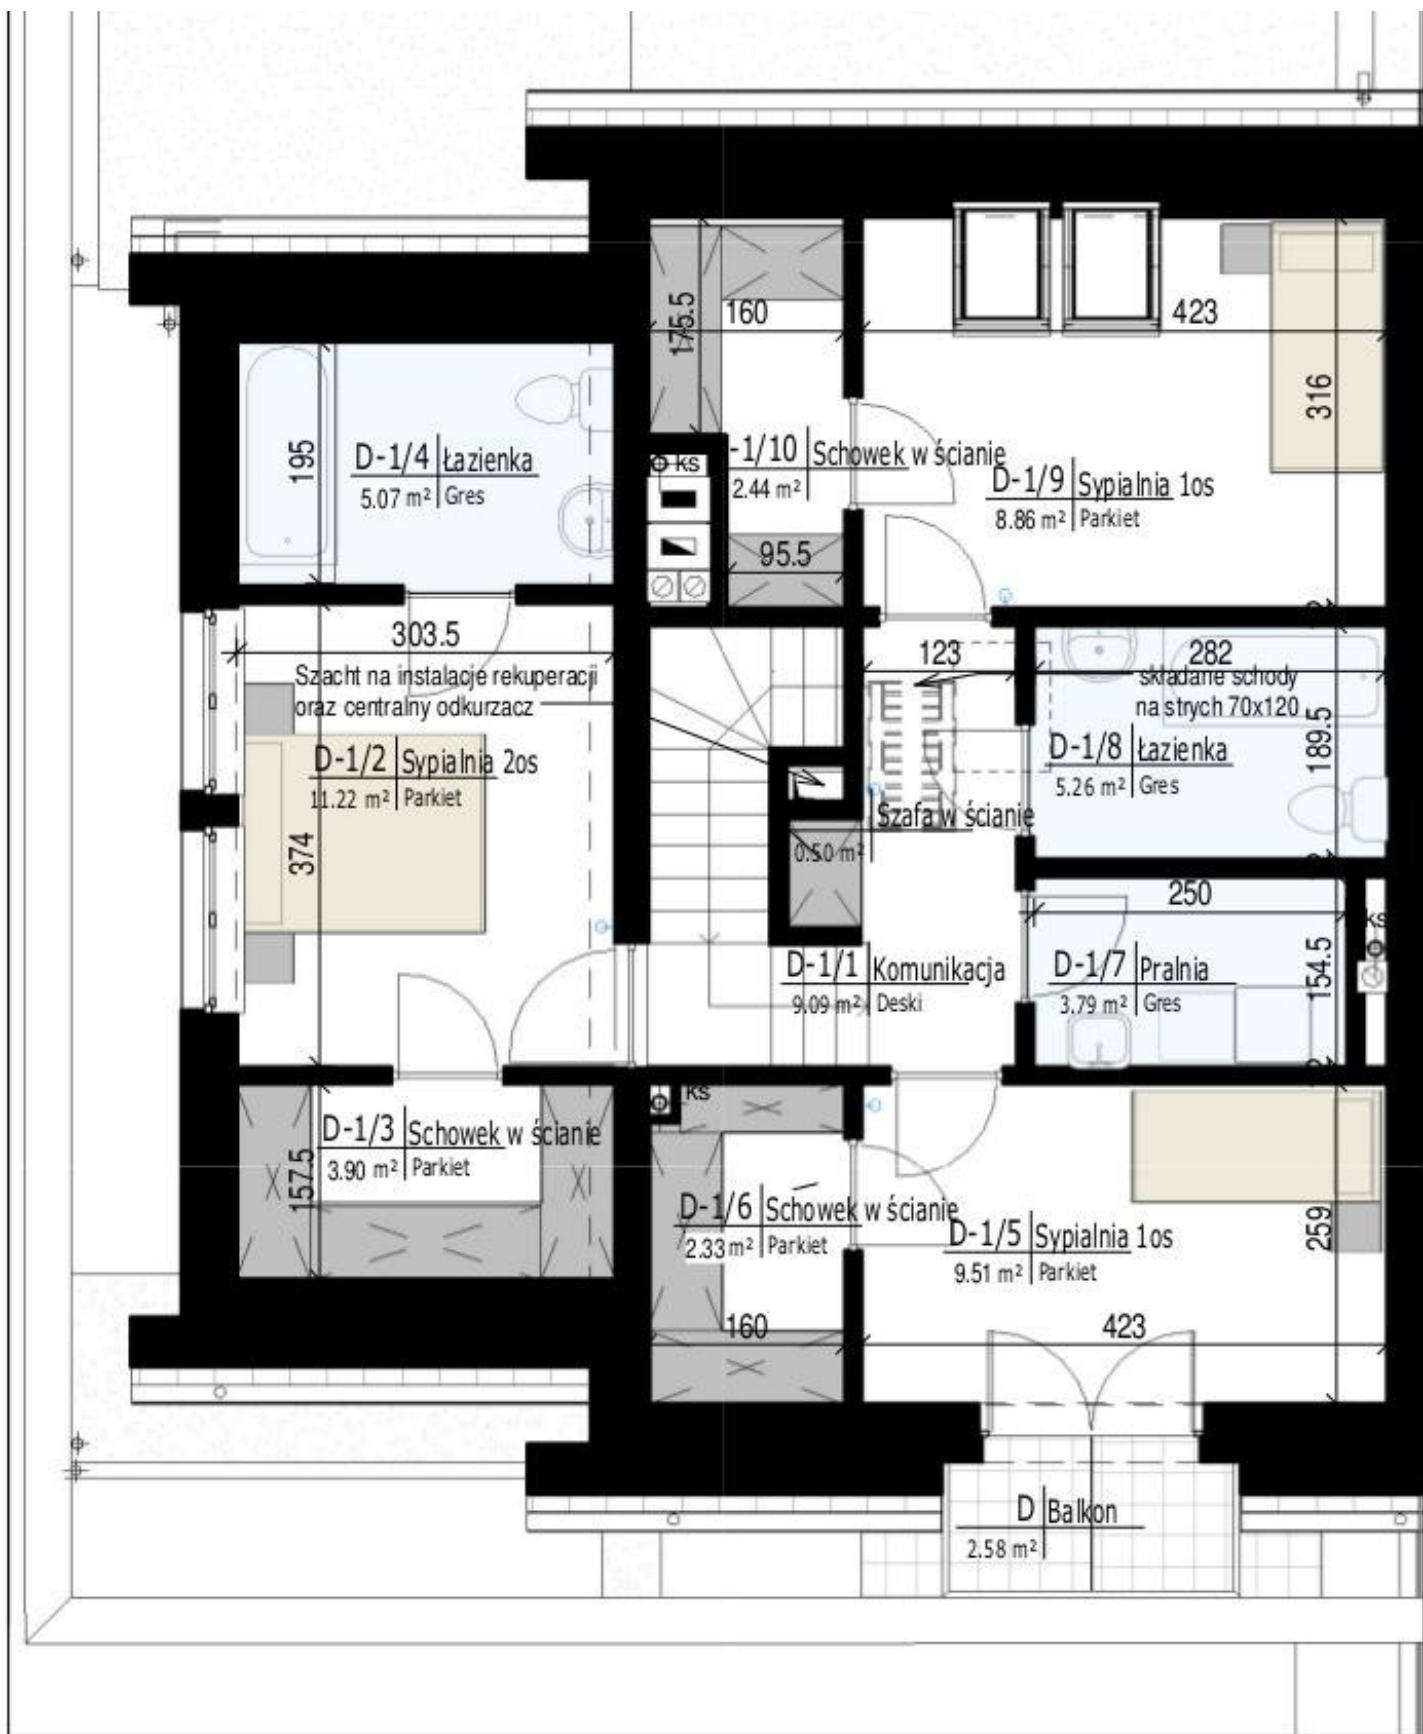 175.5
160
423
316
195
D-1/4 Łazienka
5.07 m² Gres
ks
-1/10 Schowek w ścianie
2.44 m²
D-1/9 Sypialnia 1os
8.86 m² Parkiet
95.5
303.5
123
282
Szacht na instalacje rekuperacji
oraz centralny odkurzacz
składane schody
na strych 70x120
D-1/2 Sypialnia 2os
11.22 m² Parkiet
D-1/8 Łazienka
5.26 m² Gres
189.5
374
Szafa w ścianie
0.50 m²
250
ks
D-1/1 Komunikacja
9.09 m² Deski
D-1/7 Pralnia
3.79 m² Gres
154.5
ks
D-1/3 Schowek w ścianie
3.90 m² Parkiet
157.5
D-1/6 Schowek w ścianie
2.33 m² Parkiet
D-1/5 Sypialnia 1os
9.51 m² Parkiet
259
160
423
D Balkon
2.58 m²